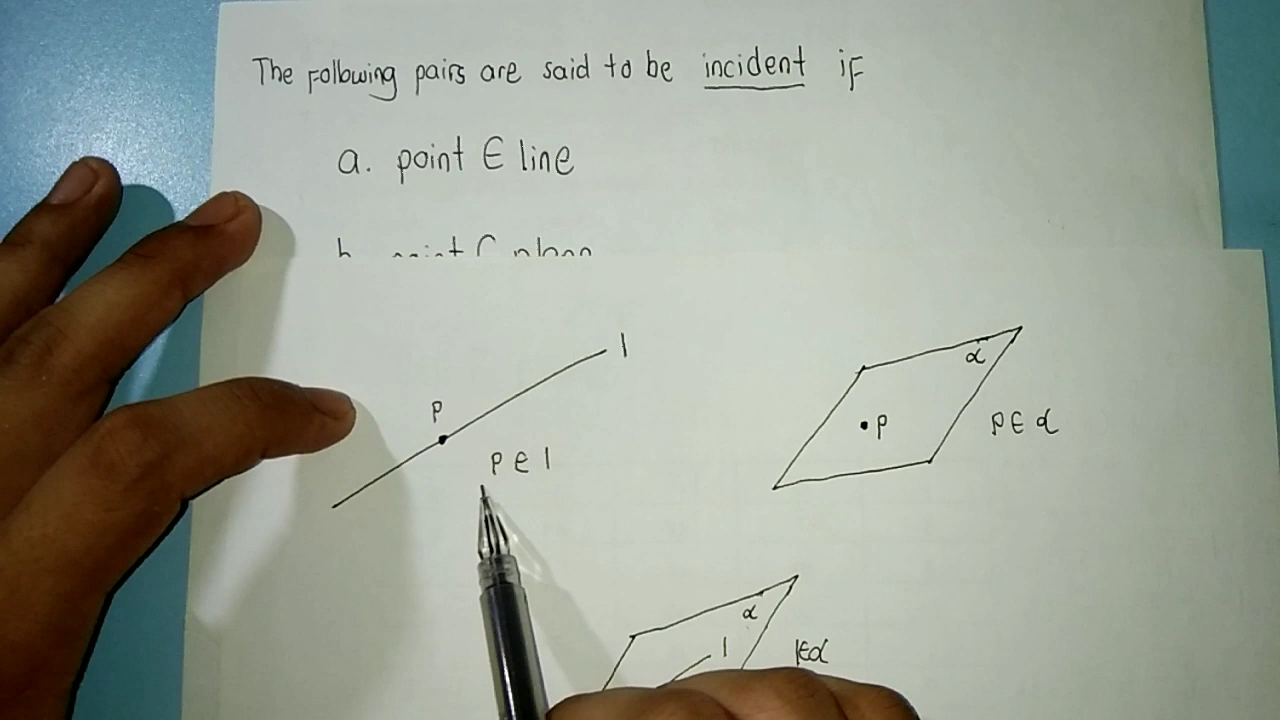 The following pairs are said to be incident if
a. point ∈ line
l
P
P ∈ l
α
P
P ∈ α
α
l
l∈α